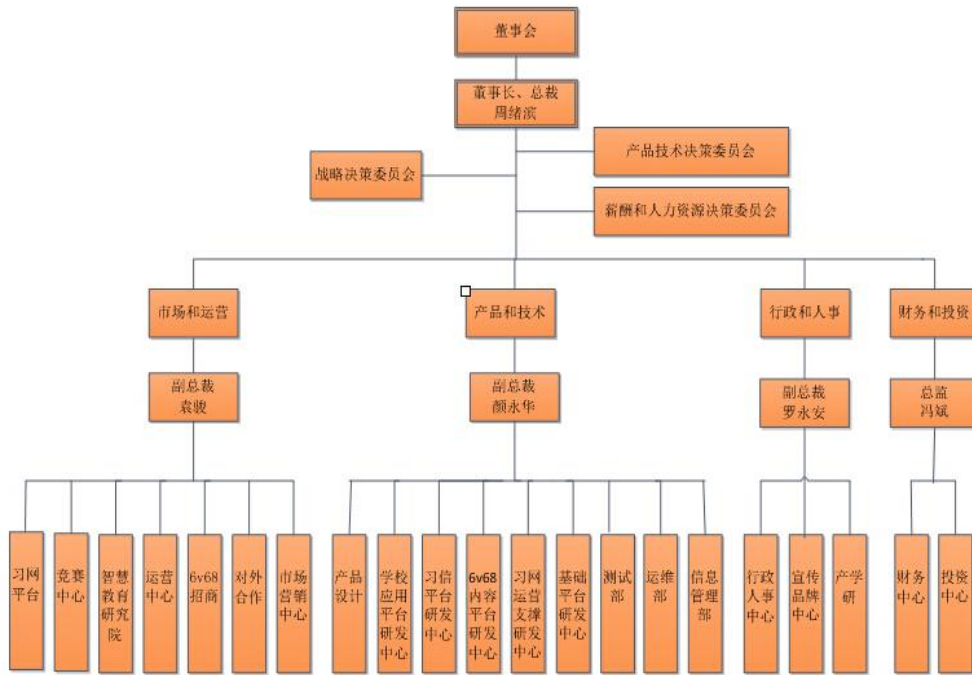 董事会
董事长、总裁
周绪滨
产品技术决策委员会
战略决策委员会
薪酬和人力资源决策委员会
市场和运营
产品和技术
行政和人事
财务和投资
副总裁
袁骏
副总裁
颜永华
副总裁
罗永安
总监
冯斌
习网
平台
竞赛
中心
智慧
教育
研究
院
运营
中心
6v68
招商
对外
合作
市场
营销
中心
产品
设计
学校
应用
平台
研发
中心
习信
平台
研发
中心
6v68
内容
平台
研发
中心
习网
运营
支撑
研发
中心
基础
平台
研发
中心
测试
部
运维
部
信息
管理
部
行政
人事
中心
宣传
品牌
中心
产学
研
财务
中心
投资
中心